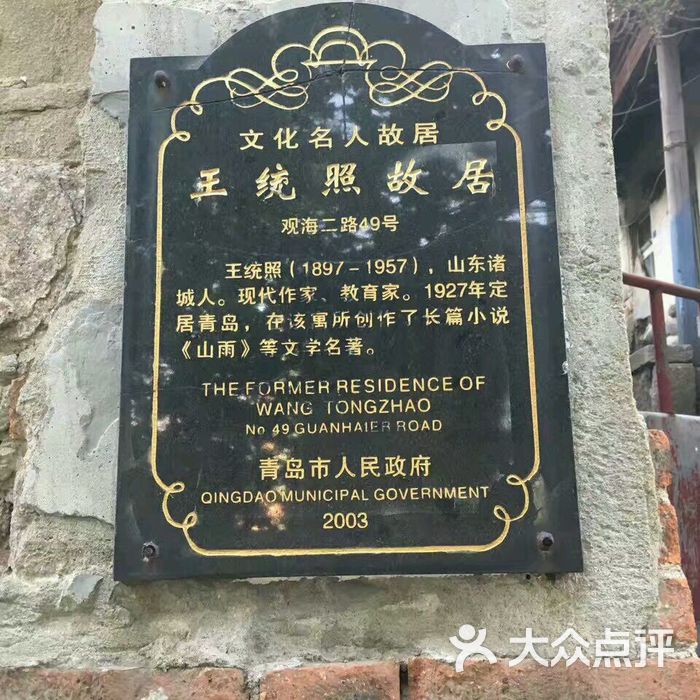 文化名人故居
王统照故居
观海二路49号
王统照（1897-1957），山东诸
城人。现代作家、教育家。1927年定
居青岛，在该寓所创作了长篇小说
《山雨》等文学名著。
THE FORMER RESIDENCE OF
WANG TONGZHAO
No 49 GUANHAIER ROAD
青岛市人民政府
QINGDAO MUNICIPAL GOVERNMENT
2003
大众点评